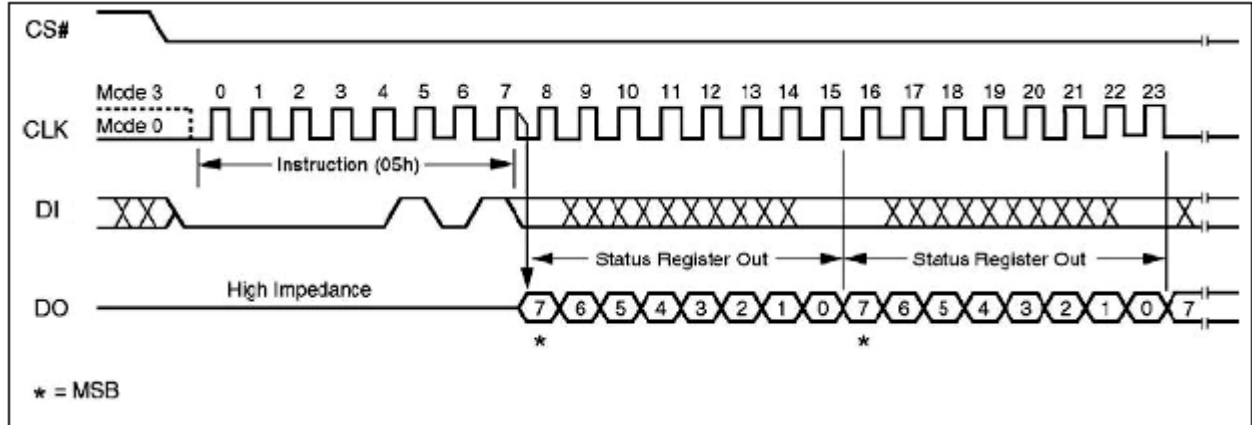 CS#
Mode 3 0 1 2 3 4 5 6 7 8 9 10 11 12 13 14 15 16 17 18 19 20 21 22 23
CLK Mode 0
Instruction (05h)
DI
Status Register Out Status Register Out
High Impedance
DO 7 6 5 4 3 2 1 0 7 6 5 4 3 2 1 0 7
* *
* = MSB